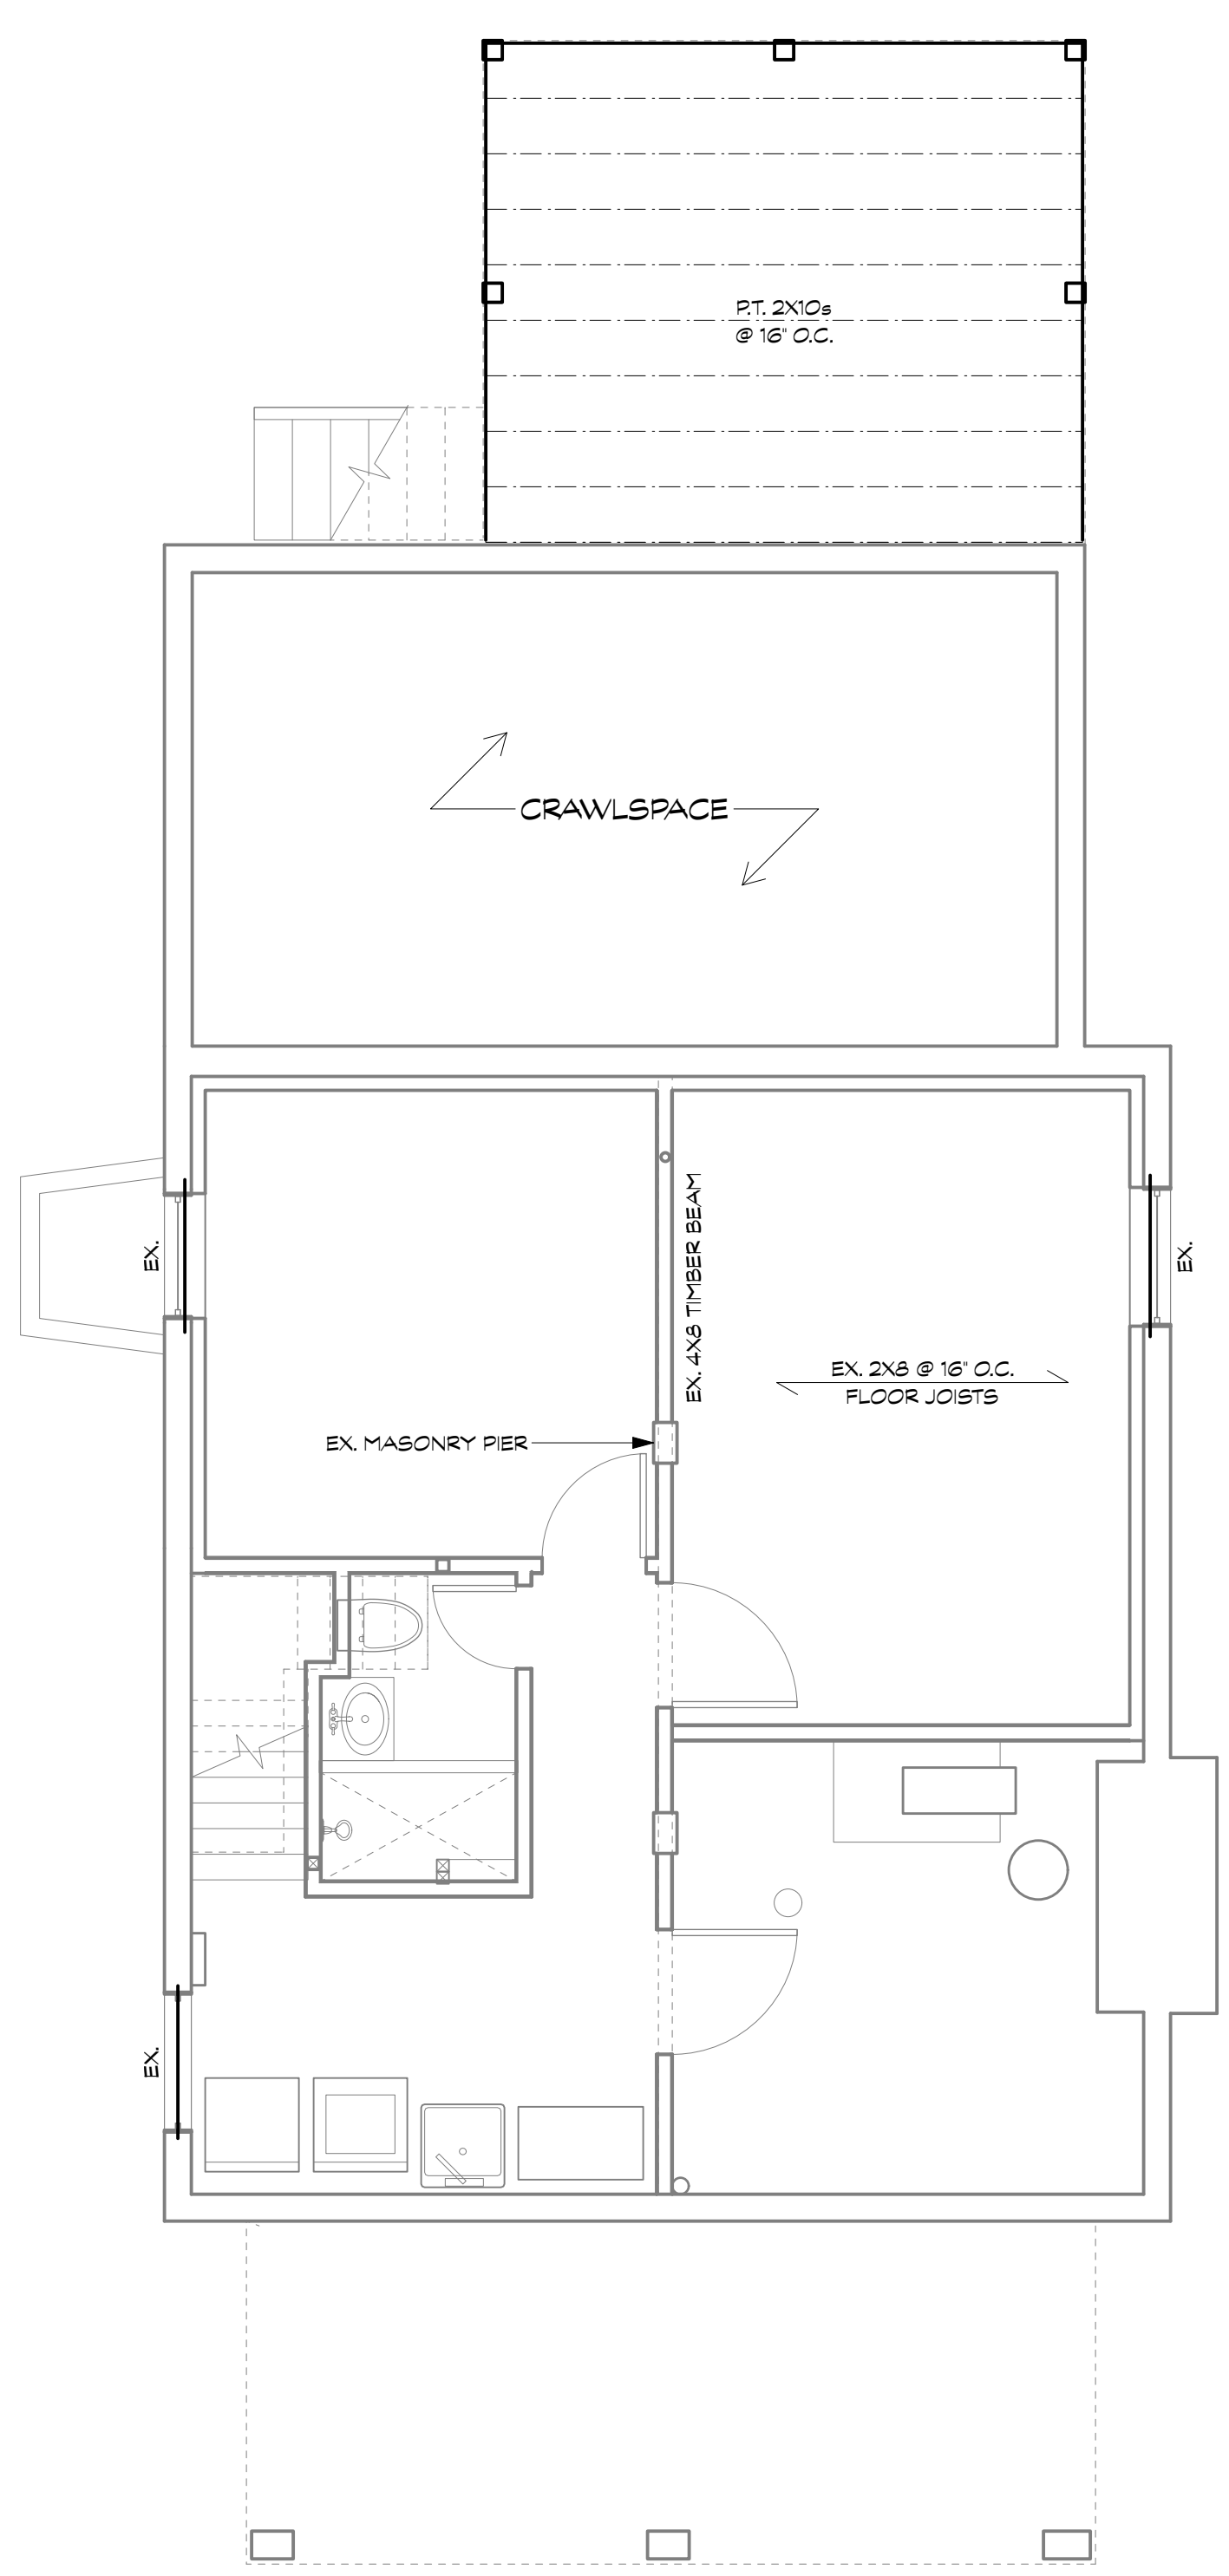 P.T. 2X10s
@ 16" O.C.
CRAWLSPACE
EX.
EX. 4X8 TIMBER BEAM
EX.
EX. 2X8 @ 16" O.C.
FLOOR JOISTS
EX. MASONRY PIER
EX.